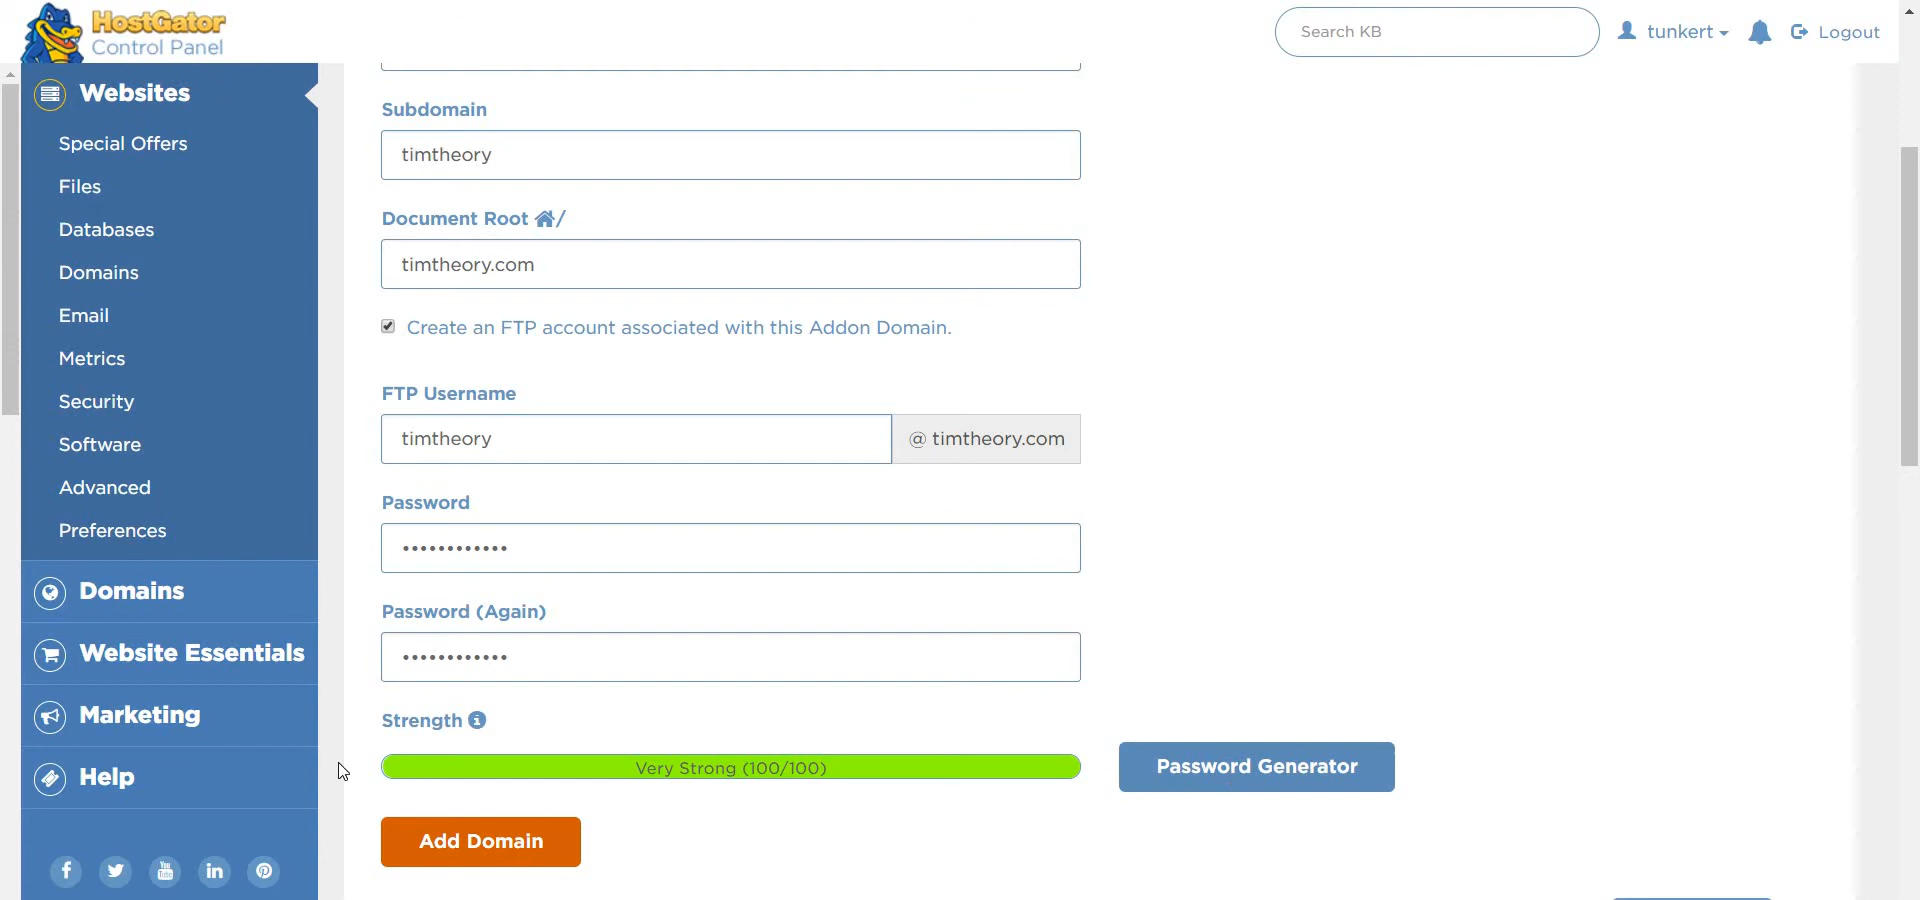 HostGator
Control Panel
Search KB
tunkert
Logout
Websites
Special Offers
Files
Databases
Domains
Email
Metrics
Security
Software
Advanced
Preferences
Domains
Website Essentials
Marketing
Help
Subdomain
timtheory
Document Root /
timtheory.com
Create an FTP account associated with this Addon Domain.
FTP Username
timtheory @ timtheory.com
Password
••••••••••••
Password (Again)
••••••••••••
Strength
Very Strong (100/100)
Password Generator
Add Domain